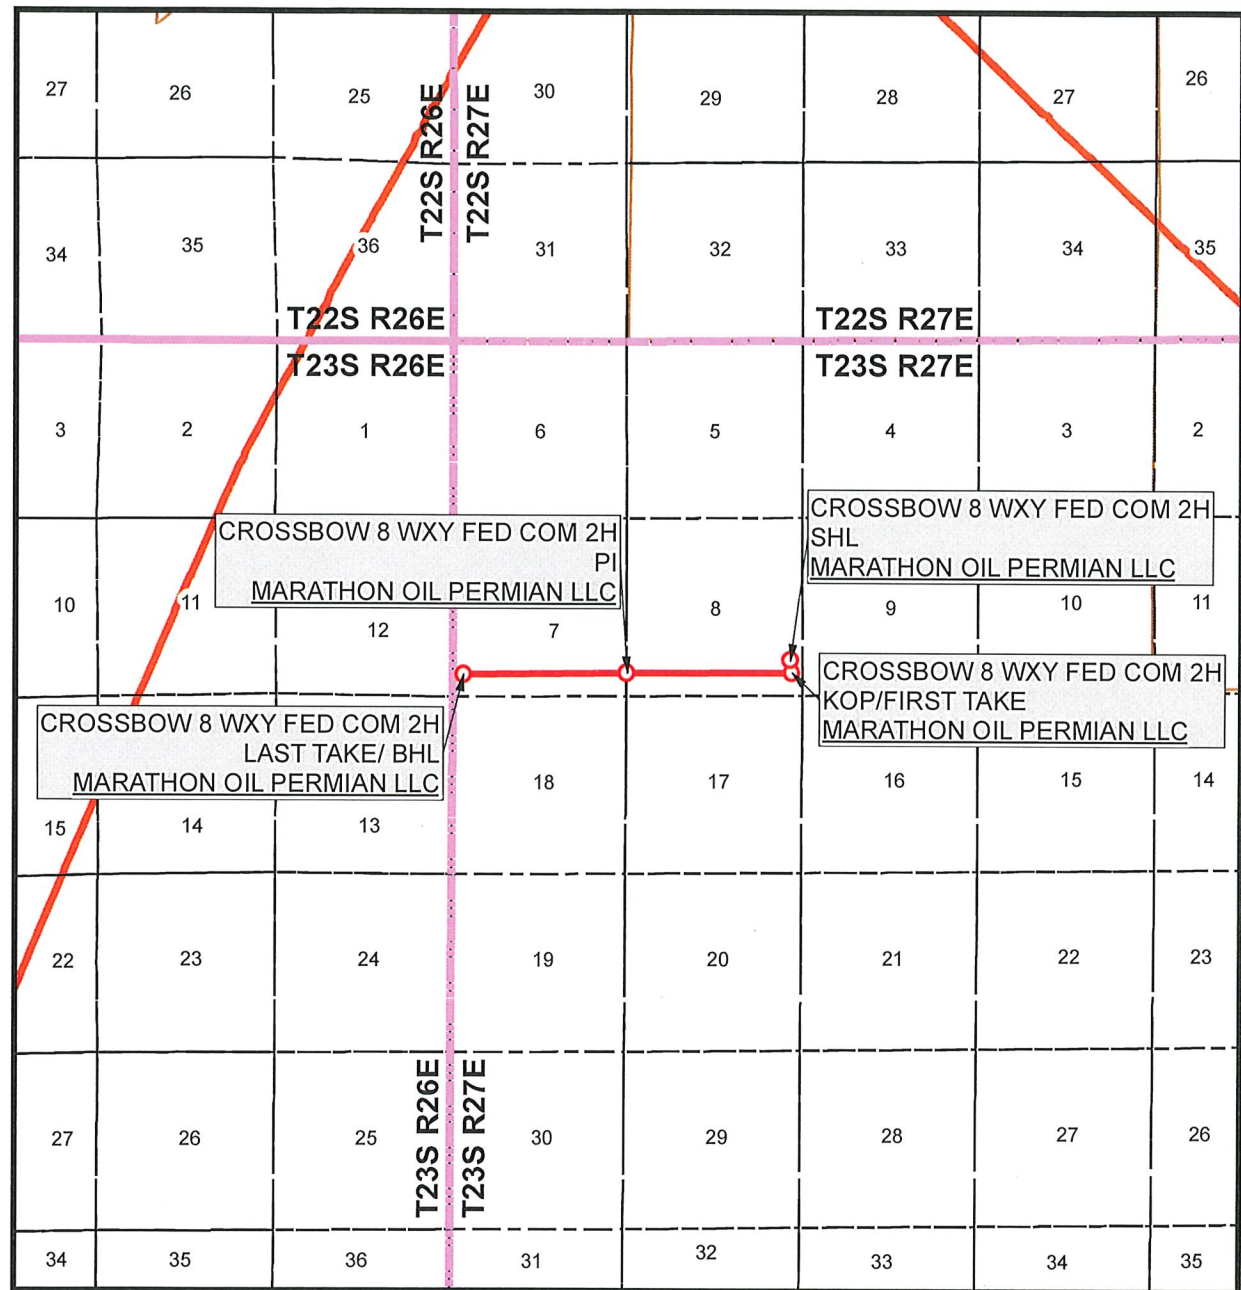 27 26 25 30 29 28 27 26
T22S R26E
T22S R27E
34 35 36 31 32 33 34 35
T22S R26E T22S R27E
T23S R26E T23S R27E
3 2 1 6 5 4 3 2
CROSSBOW 8 WXY FED COM 2H
SHL
MARATHON OIL PERMIAN LLC
CROSSBOW 8 WXY FED COM 2H
PI
MARATHON OIL PERMIAN LLC
10 11 12 7 8 9 10 11
CROSSBOW 8 WXY FED COM 2H
KOP/FIRST TAKE
MARATHON OIL PERMIAN LLC
CROSSBOW 8 WXY FED COM 2H
LAST TAKE/ BHL
MARATHON OIL PERMIAN LLC
15 14 13 18 17 16 15 14
22 23 24 19 20 21 22 23
T23S R26E
T23S R27E
27 26 25 30 29 28 27 26
34 35 36 31 32 33 34 35